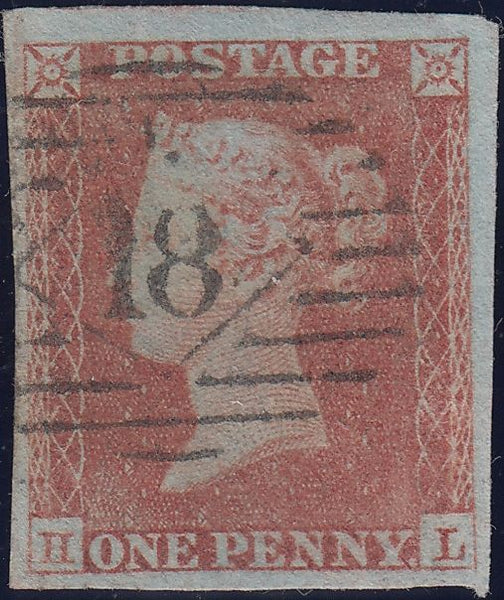 POSTAGE
18
H ONE PENNY. L